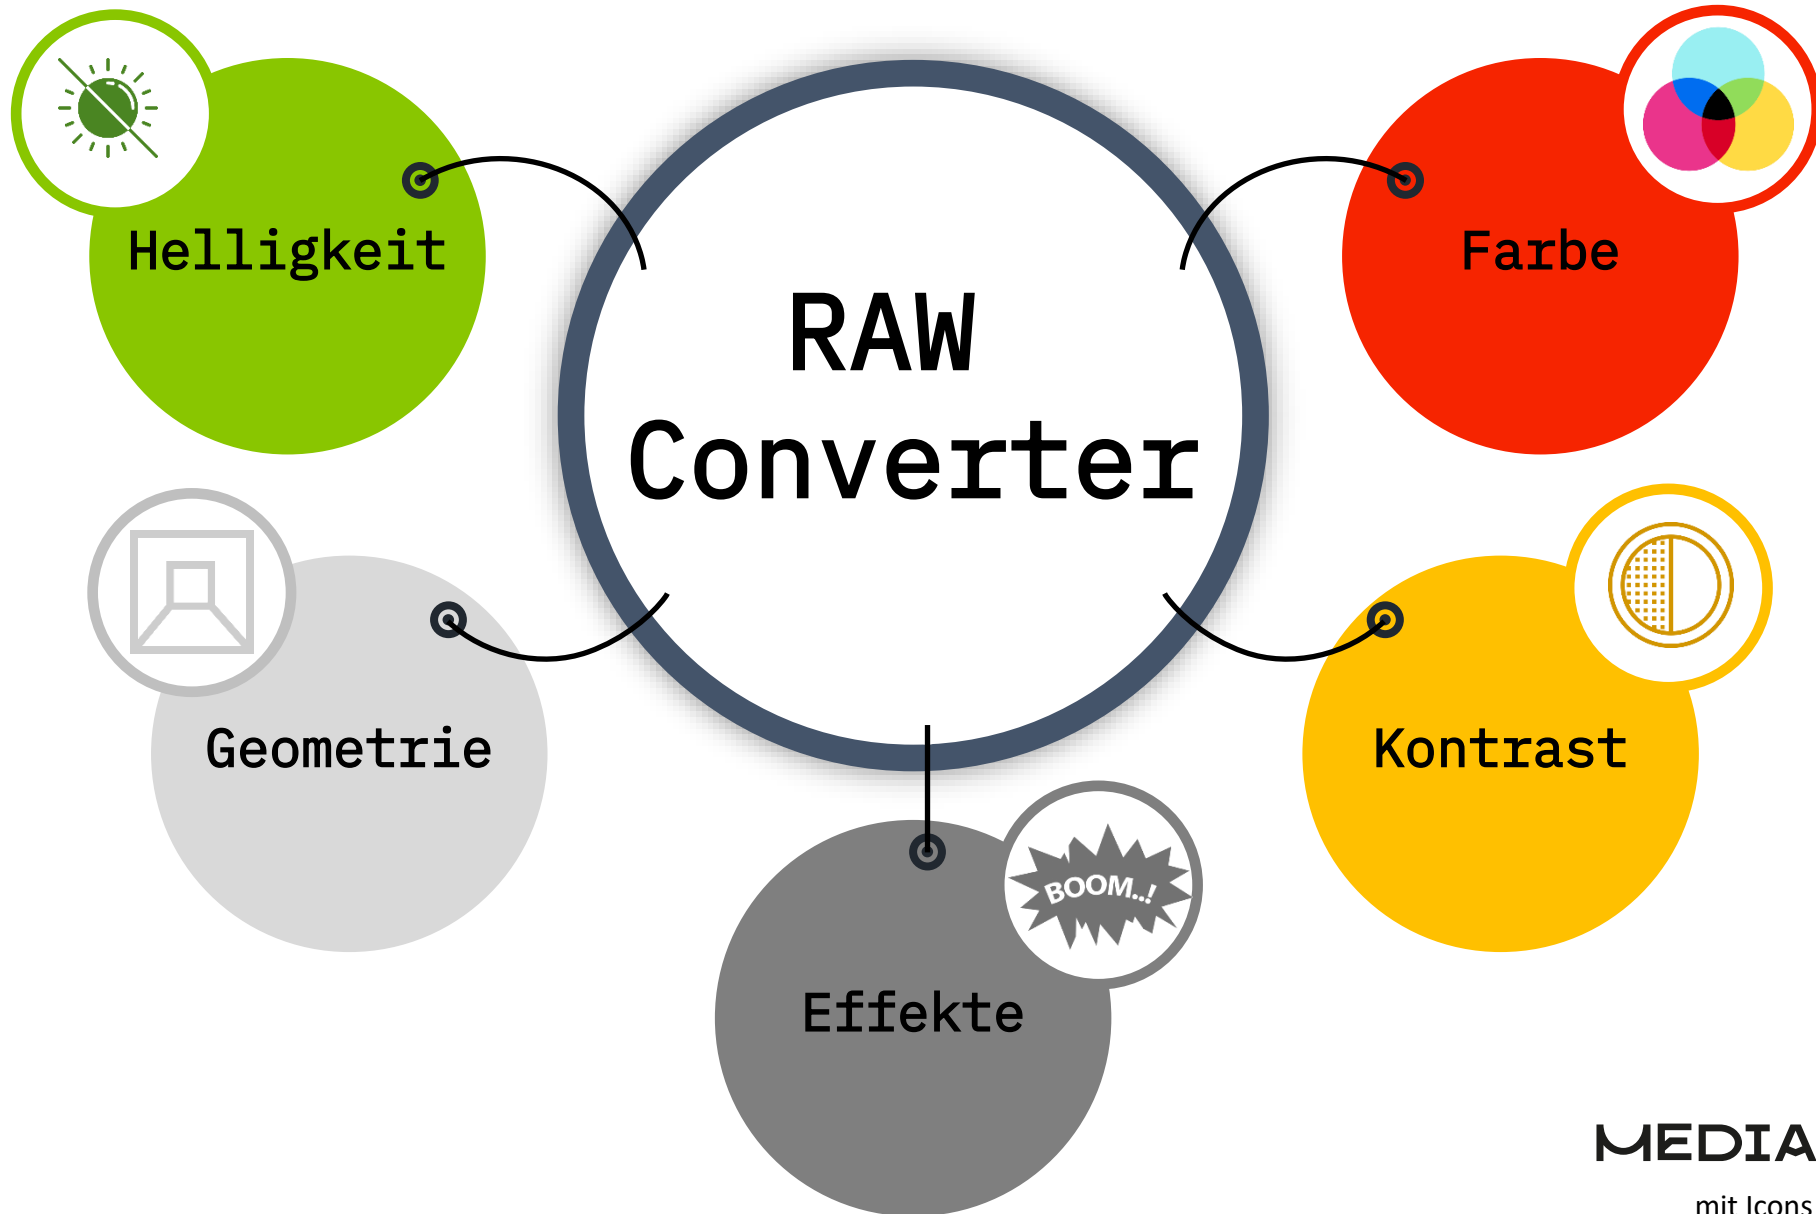 Helligkeit
Farbe
RAW
Converter
Geometrie
Kontrast
BOOM..!
Effekte
MEDIA
mit Icons